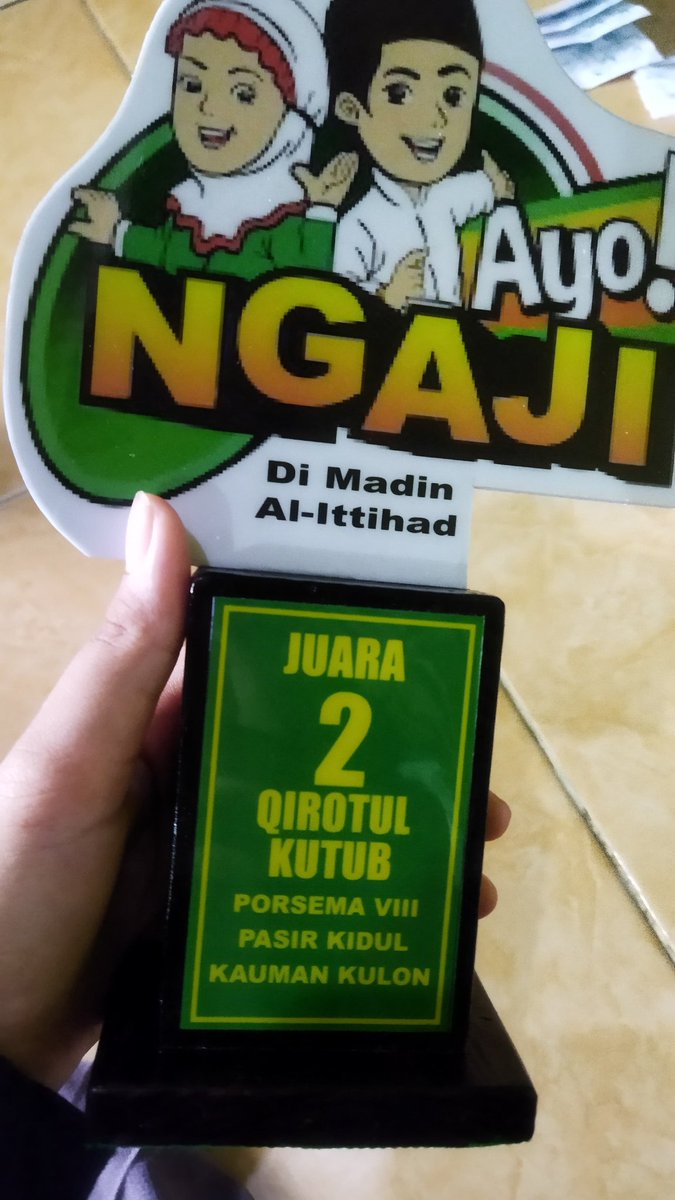 Ayo!
NGAJI
Di Madin
Al-Ittihad
JUARA
2
QIROTUL
KUTUB
PORSEMA VIII
PASIR KIDUL
KAUMAN KULON